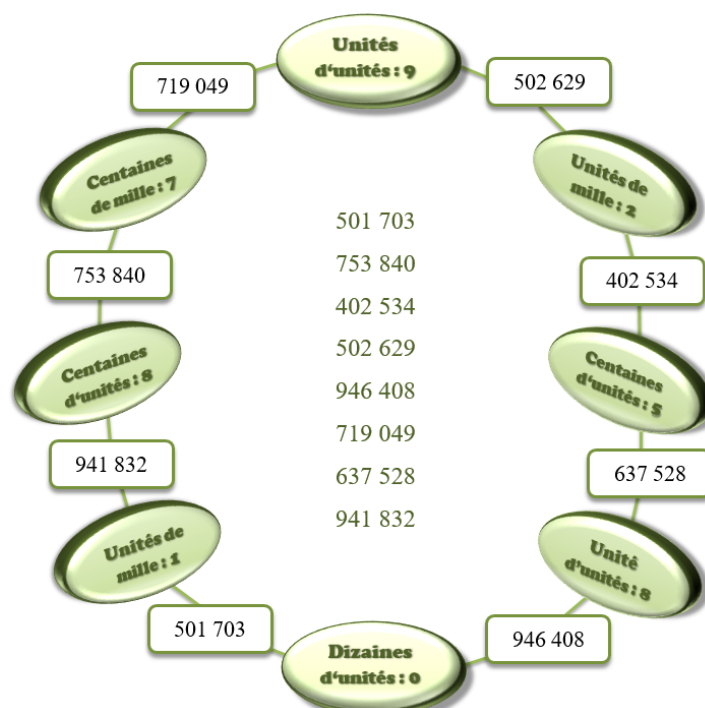 Unités
d'unités : 9
719 049
502 629
Centaines
de mille : 7
Unités de
mille : 2
501 703
753 840
753 840
402 534
402 534
502 629
Centaines
d'unités : 8
Centaines
d'unités : 5
946 408
719 049
941 832
637 528
637 528
941 832
Unités de
mille : 1
Unité
d'unités : 8
501 703
946 408
Dizaines
d'unités : 0